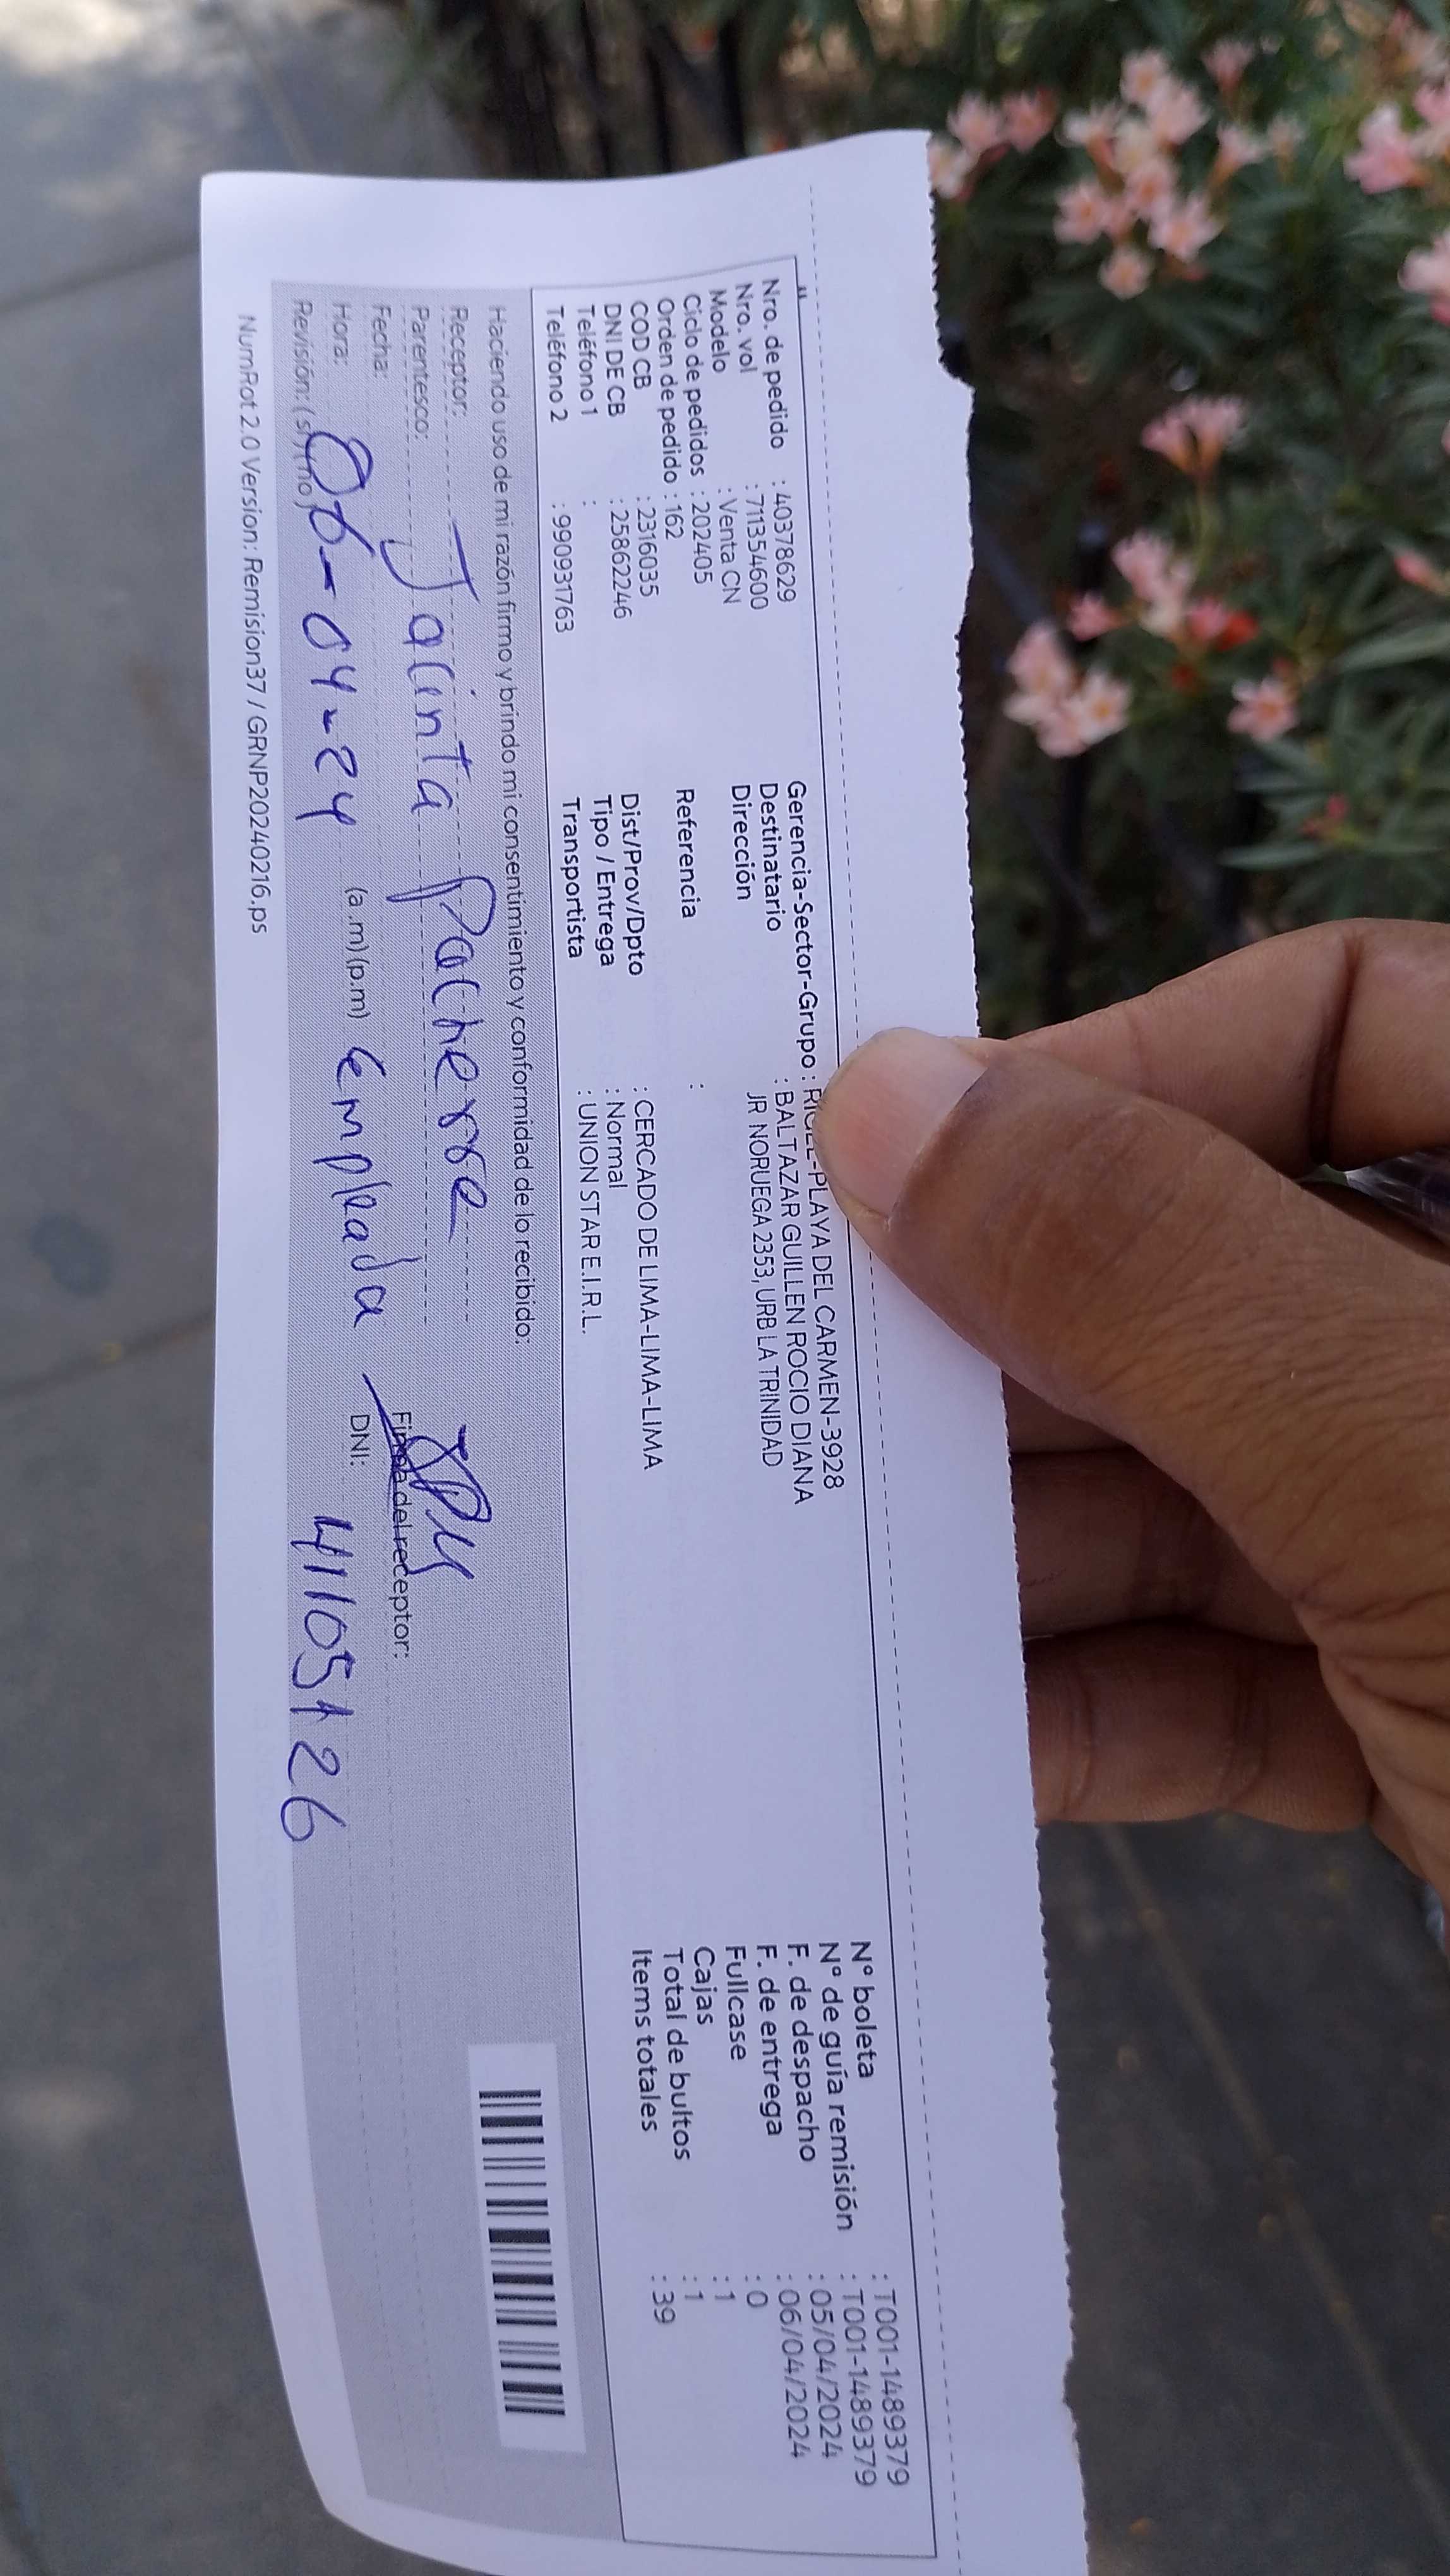 Nro. de pedido : 40378629
Nro. vol : 711354600
Modelo : Venta CN
Ciclo de pedidos : 202405
Orden de pedido : 162
COD CB : 2316035
DNI DE CB : 25862246
Teléfono 1 :
Teléfono 2 : 990931763
Gerencia-Sector-Grupo : -PLAYA DEL CARMEN-3928
Destinatario : BALTAZAR GUILLEN ROCIO DIANA
Dirección JR NORUEGA 2353, URB LA TRINIDAD
Referencia :
Dist/Prov/Dpto : CERCADO DE LIMA-LIMA-LIMA
Tipo / Entrega : Normal
Transportista : UNION STAR E.I.R.L.
N° boleta : T001-1489379
N° de guía remisión : T001-1489379
F. de despacho : 05/04/2024
F. de entrega : 06/04/2024
Fullcase : 0
Cajas : 1
Total de bultos : 1
Items totales : 39
Haciendo uso de mi razón firmo y brindo mi consentimiento y conformidad de lo recibido:
Receptor: Jacinta Pacherre
Parentesco:
Fecha:
Hora: (a.m)(p.m) Emplada
Revisión: (si)(no) 06-04-24
Firma del receptor:
DNI: 41105126
NumRot 2.0 Version: Remision37 / GRNP20240216.ps